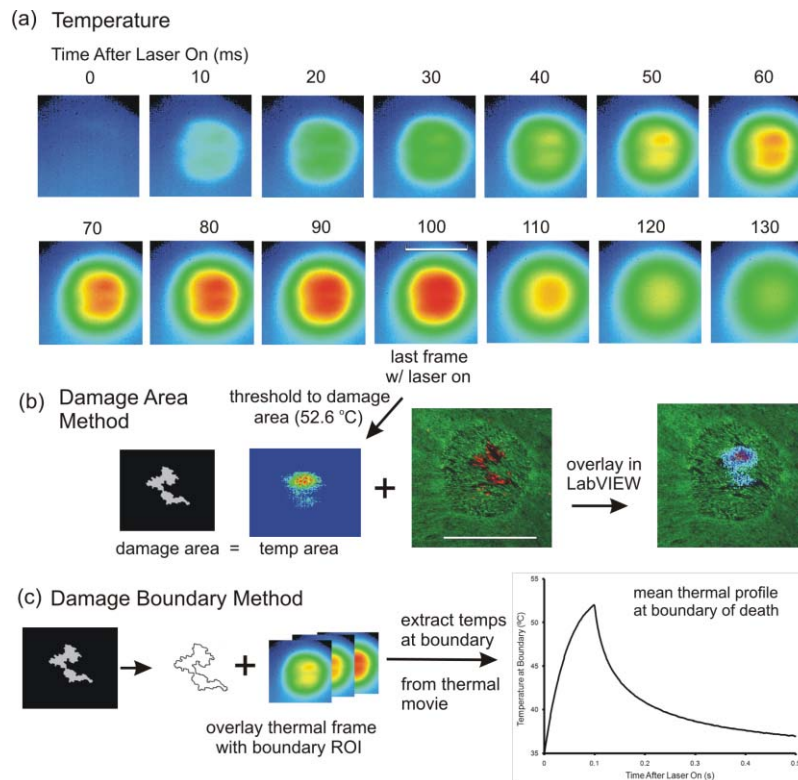 (a) Temperature
Time After Laser On (ms)
0 10 20 30 40 50 60
70 80 90 100 110 120 130
last frame
w/ laser on
(b) Damage Area
Method
threshold to damage
area (52.6 °C)
+
overlay in
LabVIEW
damage area = temp area
(c) Damage Boundary Method
+
overlay thermal frame
with boundary ROI
extract temps
at boundary
from thermal
movie
mean thermal profile
at boundary of death
Temperature at Boundary (ºC)
55
50
45
40
35
0 0.1 0.2 0.3 0.4 0.5
Time After Laser On (s)